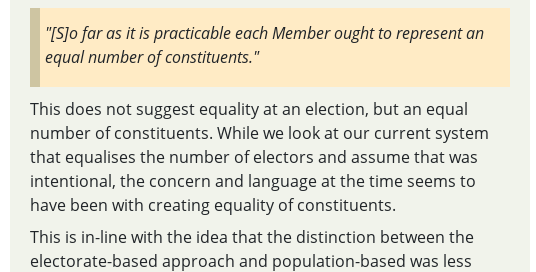 "[S]o far as it is practicable each Member ought to represent an
equal number of constituents."
This does not suggest equality at an election, but an equal
number of constituents. While we look at our current system
that equalises the number of electors and assume that was
intentional, the concern and language at the time seems to
have been with creating equality of constituents.
This is in-line with the idea that the distinction between the
electorate-based approach and population-based was less